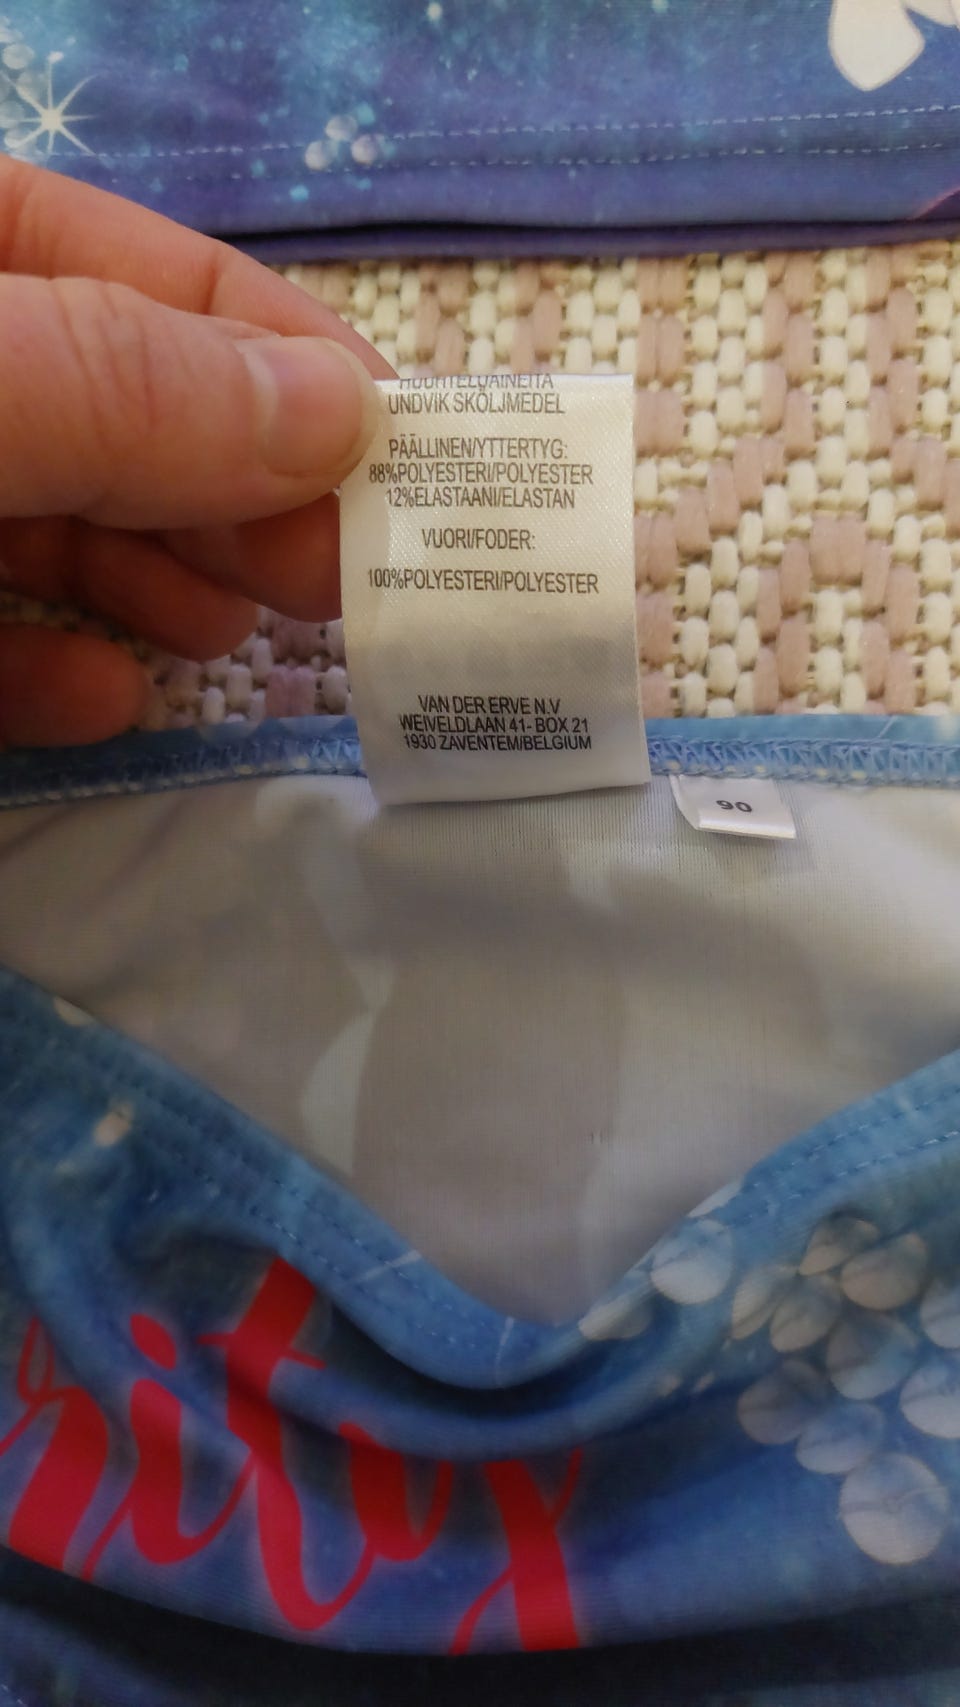 HUUHTELUAINEITA
UNDVIK SKÖLJMEDEL
PÄÄLLINEN/YTTERTYG:
88%POLYESTERI/POLYESTER
12%ELASTAANI/ELASTAN
VUORI/FODER:
100%POLYESTERI/POLYESTER
VAN DER ERVE N.V
WEIVELDLAAN 41- BOX 21
1930 ZAVENTEM/BELGIUM
90